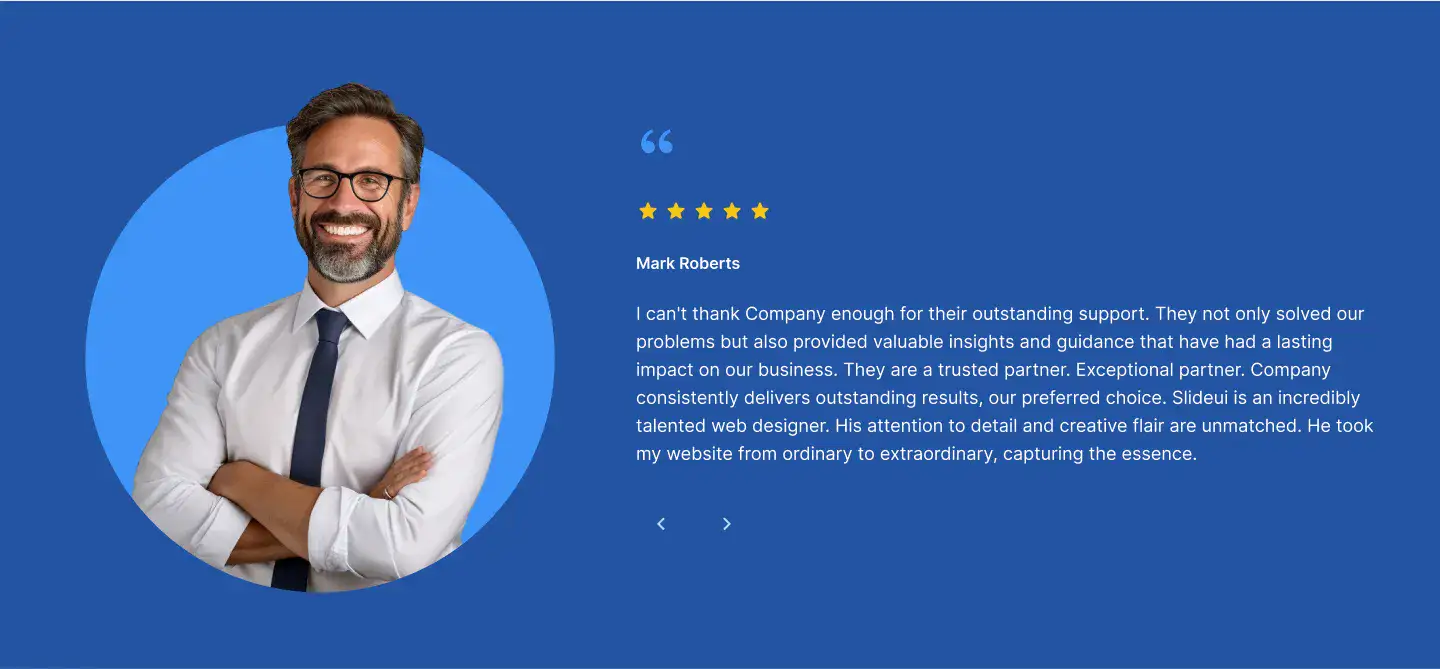 “
Mark Roberts
I can't thank Company enough for their outstanding support. They not only solved our
problems but also provided valuable insights and guidance that have had a lasting
impact on our business. They are a trusted partner. Exceptional partner. Company
consistently delivers outstanding results, our preferred choice. Slideui is an incredibly
talented web designer. His attention to detail and creative flair are unmatched. He took
my website from ordinary to extraordinary, capturing the essence.